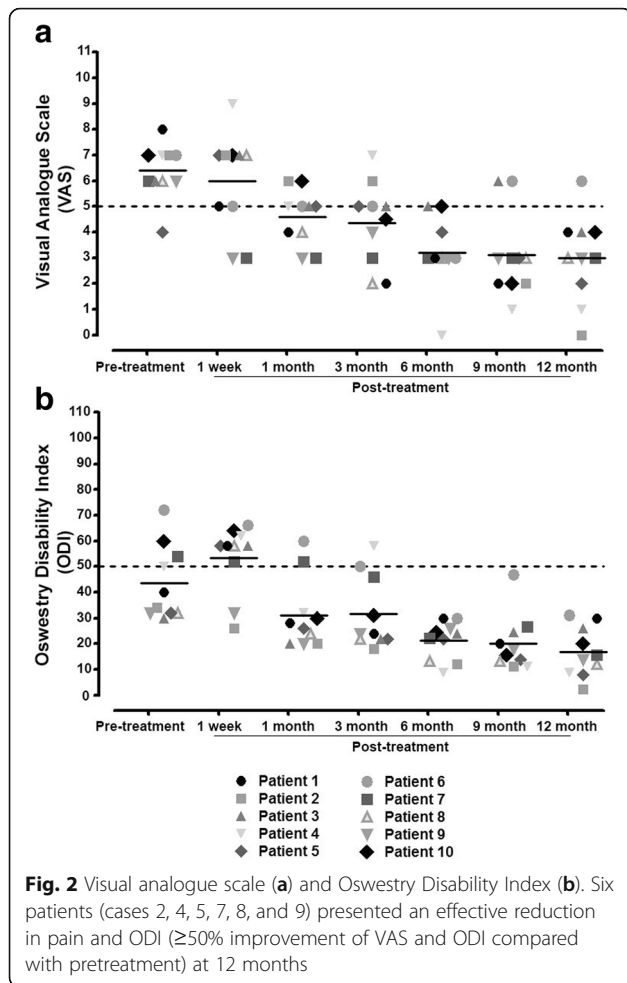 a
11
10
9
8
7
6
5
4
3
2
1
0
Visual Analogue Scale
(VAS)
Pre-treatment 1 week 1 month 3 month 6 month 9 month 12 month
Post-treatment
b
110
100
90
80
70
60
50
40
30
20
10
0
Oswestry Disability Index
(ODI)
Pre-treatment 1 week 1 month 3 month 6 month 9 month 12 month
Post-treatment
Patient 1 Patient 6
Patient 2 Patient 7
Patient 3 Patient 8
Patient 4 Patient 9
Patient 5 Patient 10
Fig. 2 Visual analogue scale (a) and Oswestry Disability Index (b). Six
patients (cases 2, 4, 5, 7, 8, and 9) presented an effective reduction
in pain and ODI (≥50% improvement of VAS and ODI compared
with pretreatment) at 12 months